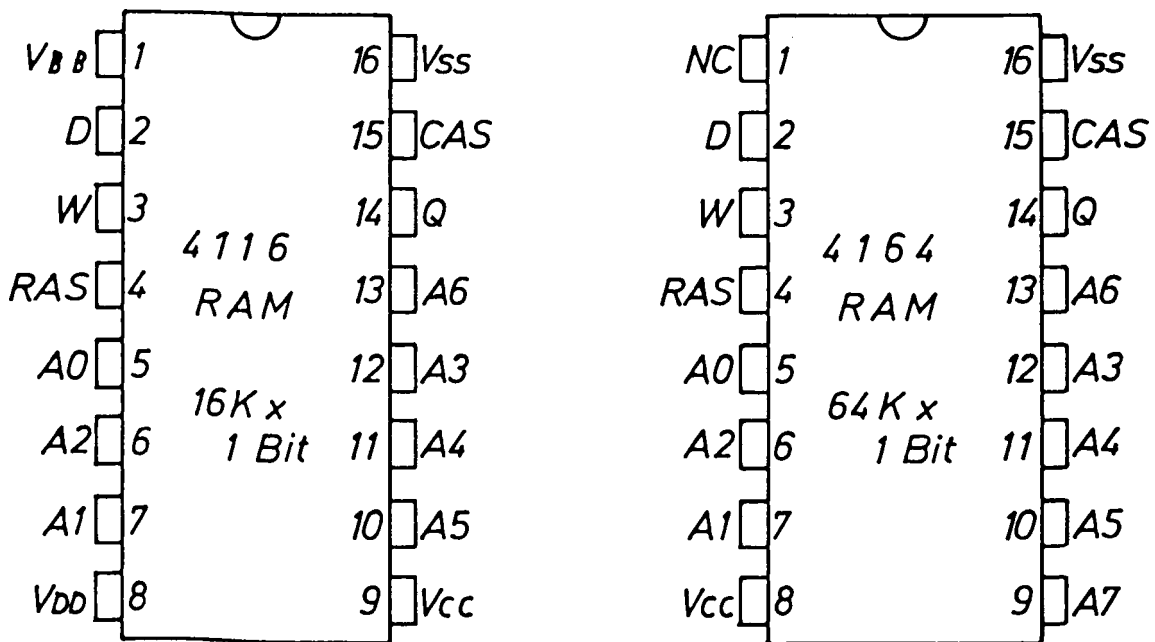 VBB 1 16 Vss
D 2 15 CAS
W 3 14 Q
4116
RAS 4 13 A6
RAM
A0 5 12 A3
16K x
A2 6 11 A4
1 Bit
A1 7 10 A5
VDD 8 9 Vcc
NC 1 16 Vss
D 2 15 CAS
W 3 14 Q
4164
RAS 4 13 A6
RAM
A0 5 12 A3
64K x
A2 6 11 A4
1 Bit
A1 7 10 A5
Vcc 8 9 A7